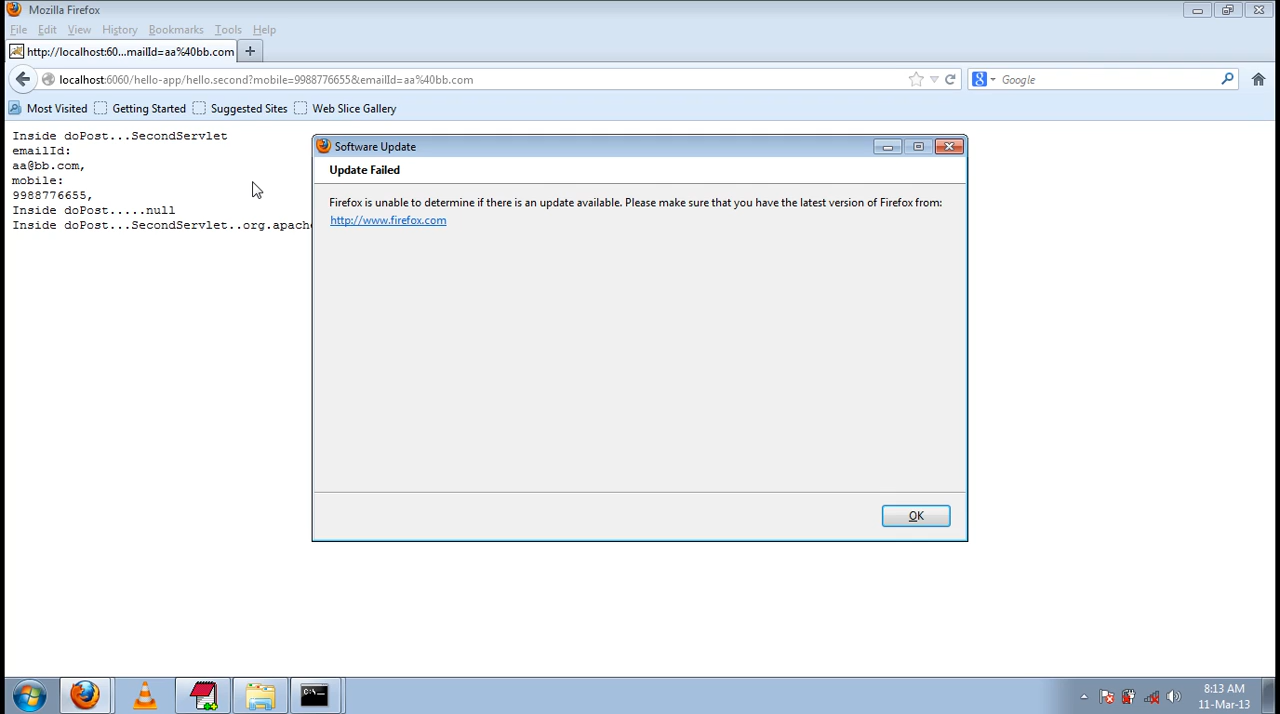 Mozilla Firefox
File Edit View History Bookmarks Tools Help
http://localhost:60...mailId=aa%40bb.com +
localhost:6060/hello-app/hello.second?mobile=9988776655&emailId=aa%40bb.com
Google
Most Visited Getting Started Suggested Sites Web Slice Gallery
Inside doPost...SecondServlet
emailId:
aa@bb.com,
mobile:
9988776655,
Inside doPost.....null
Inside doPost...SecondServlet..org.apach
Software Update
Update Failed
Firefox is unable to determine if there is an update available. Please make sure that you have the latest version of Firefox from:
http://www.firefox.com
OK
8:13 AM
11-Mar-13